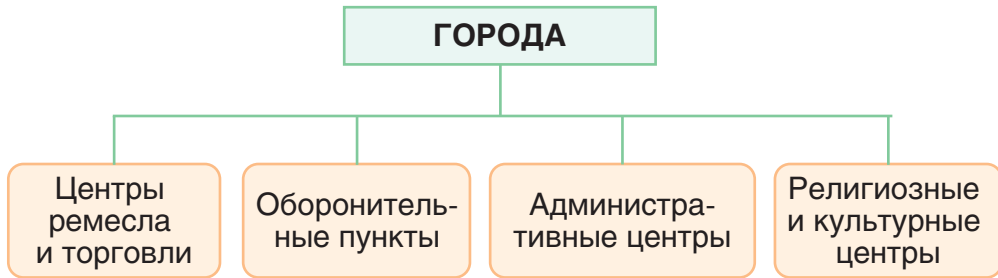 ГОРОДА
Центры
ремесла
и торговли
Оборонитель-
ные пункты
Администра-
тивные центры
Религиозные
и культурные
центры